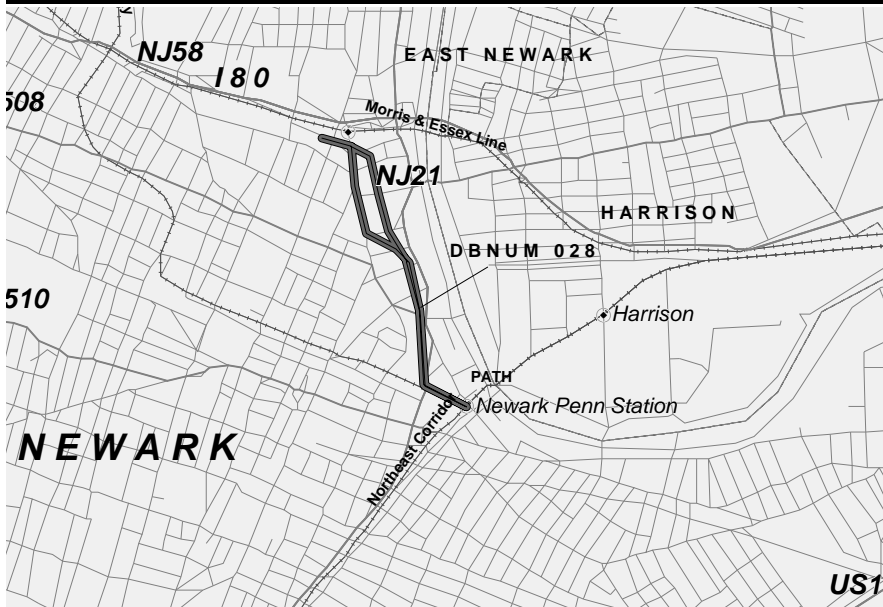 y
NJ58
EAST NEWARK
I 80
508
Morris & Essex Line
NJ21
HARRISON
DBNUM 028
510
Harrison
PATH
Newark Penn Station
NEWARK
Northeast Corridor
US1